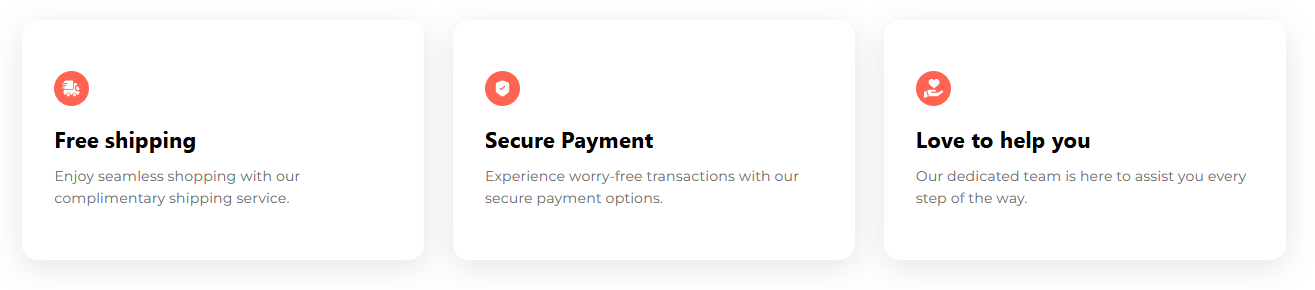 Free shipping
Enjoy seamless shopping with our
complimentary shipping service.
Secure Payment
Experience worry-free transactions with our
secure payment options.
Love to help you
Our dedicated team is here to assist you every
step of the way.